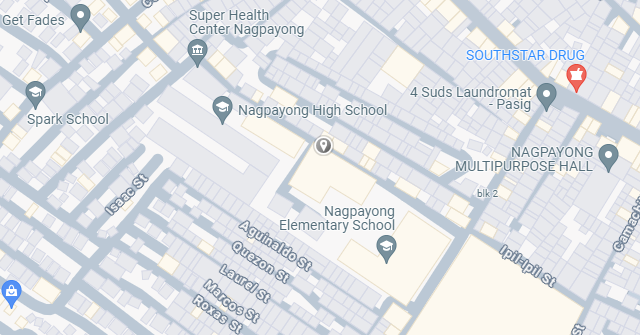 Get Fades
Super Health
Center Nagpayong
SOUTHSTAR DRUG
4 Suds Laundromat
- Pasig
Spark School
Nagpayong High School
NAGPAYONG
MULTIPURPOSE HALL
blk 2
Isaac St
Nagpayong
Elementary School
Aguinaldo St
Quezon St
Laurel St
Marcos St
Roxas St
Ipil-Ipil St
St